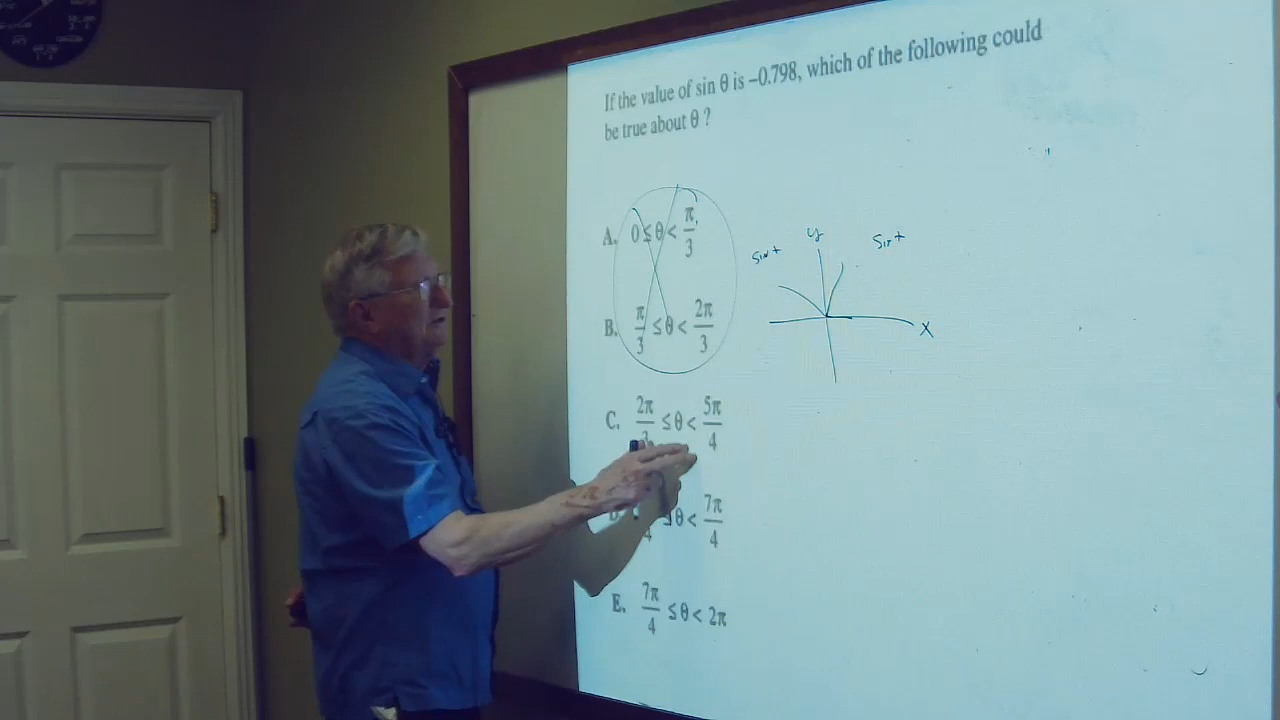 If the value of sin θ is –0.798, which of the following could
be true about θ ?
A. 0 ≤ θ < π/3
B. π/3 ≤ θ < 2π/3
C. 2π/3 ≤ θ < 5π/4
θ < 7π/4
E. 7π/4 ≤ θ < 2π
sin +
y
sin +
x